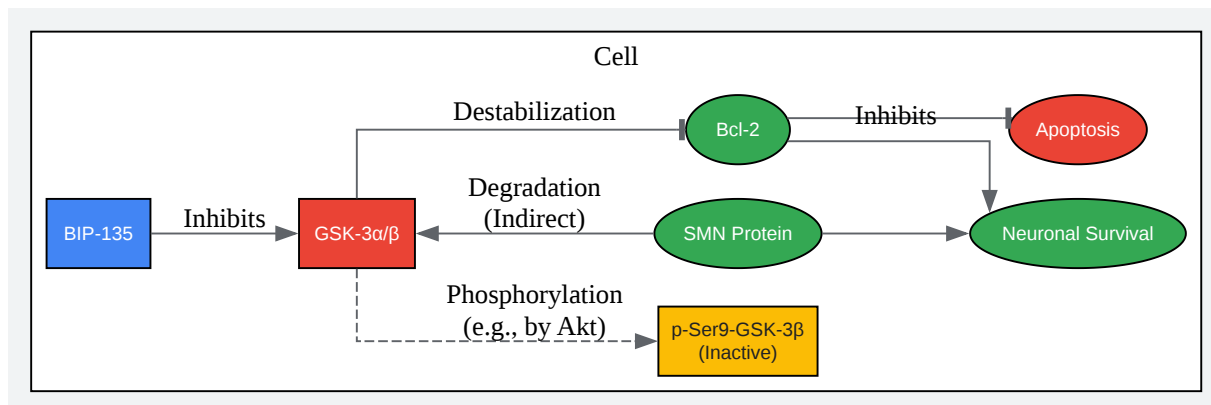 Cell
Destabilization
Bcl-2
Inhibits
Apoptosis
Degradation
(Indirect)
BIP-135
Inhibits
GSK-3α/β
SMN Protein
Neuronal Survival
Phosphorylation
(e.g., by Akt)
p-Ser9-GSK-3β
(Inactive)